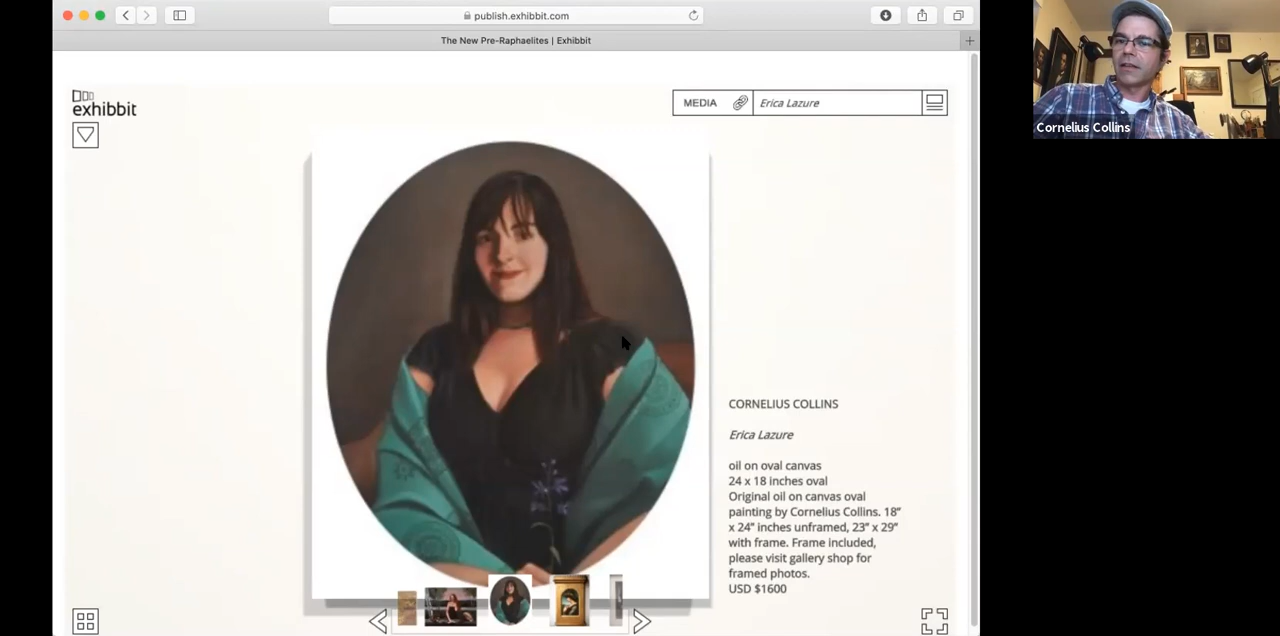 publish.exhibbit.com
The New Pre-Raphaelites | Exhibbit
exhibbit
MEDIA
Erica Lazure
Cornelius Collins
CORNELIUS COLLINS
Erica Lazure
oil on oval canvas
24 x 18 inches oval
Original oil on canvas oval
painting by Cornelius Collins. 18”
x 24” inches unframed, 23” x 29”
with frame. Frame included,
please visit gallery shop for
framed photos.
USD $1600